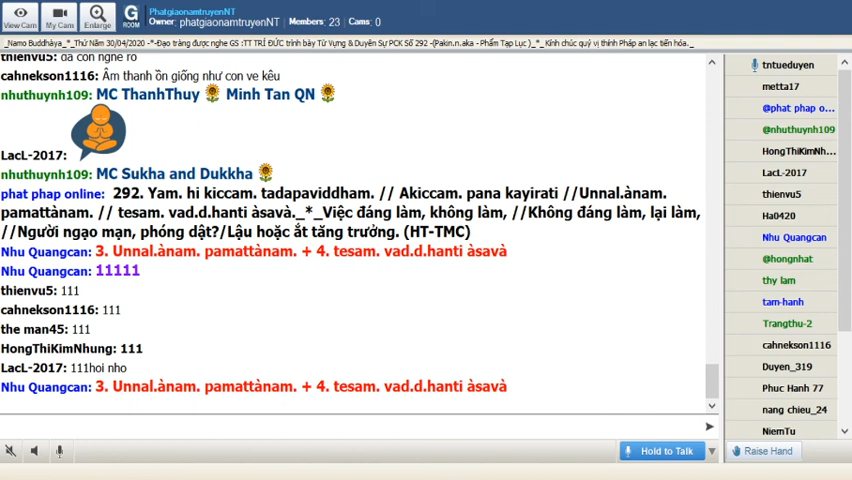 PhatgiaonamtruyenNT
Owner: phatgiaonamtruyenNT Members: 23 Cams: 0
View Cam
My Cam
Enlarge
G
ROOM
_Namo Buddhàya_*_Thứ Năm 30/04/2020 -*-Đạo tràng được nghe GS :TT TRÍ ĐỨC trình bày Từ Vựng & Duyên Sự PCK Số 292 -(Pakin.n.aka - Phẩm Tạp Lục )_*_ Kính chúc quý vị thính Pháp an lạc tiến hóa._
thienvu5: da con nghe ro
cahnekson1116: Âm thanh ồn giống như con ve kêu
nhuthuynh109: MC ThanhThuy Minh Tan QN
LacL-2017:
nhuthuynh109: MC Sukha and Dukkha
phat phap online: 292. Yam. hi kiccam. tadapaviddham. // Akiccam. pana kayirati //Unnal.ànam.
pamattànam. // tesam. vad.d.hanti àsavà._*_Việc đáng làm, không làm, //Không đáng làm, lại làm,
//Người ngạo mạn, phóng dật?/Lậu hoặc ắt tăng trưởng. (HT-TMC)
Nhu Quangcan: 3. Unnal.ànam. pamattànam. + 4. tesam. vad.d.hanti àsavà
Nhu Quangcan: 11111
thienvu5: 111
cahnekson1116: 111
the man45: 111
HongThiKimNhung: 111
LacL-2017: 111hoi nho
Nhu Quangcan: 3. Unnal.ànam. pamattànam. + 4. tesam. vad.d.hanti àsavà
Hold to Talk
tntueduyen
metta17
@phat phap o...
@nhuthuynh109
HongThiKimNh...
LacL-2017
thienvu5
Ha0420
Nhu Quangcan
@hongnhat
thy lam
tam-hanh
Trangthu-2
cahnekson1116
Duyen_319
Phuc Hanh 77
nang chieu_24
NiemTu
Raise Hand